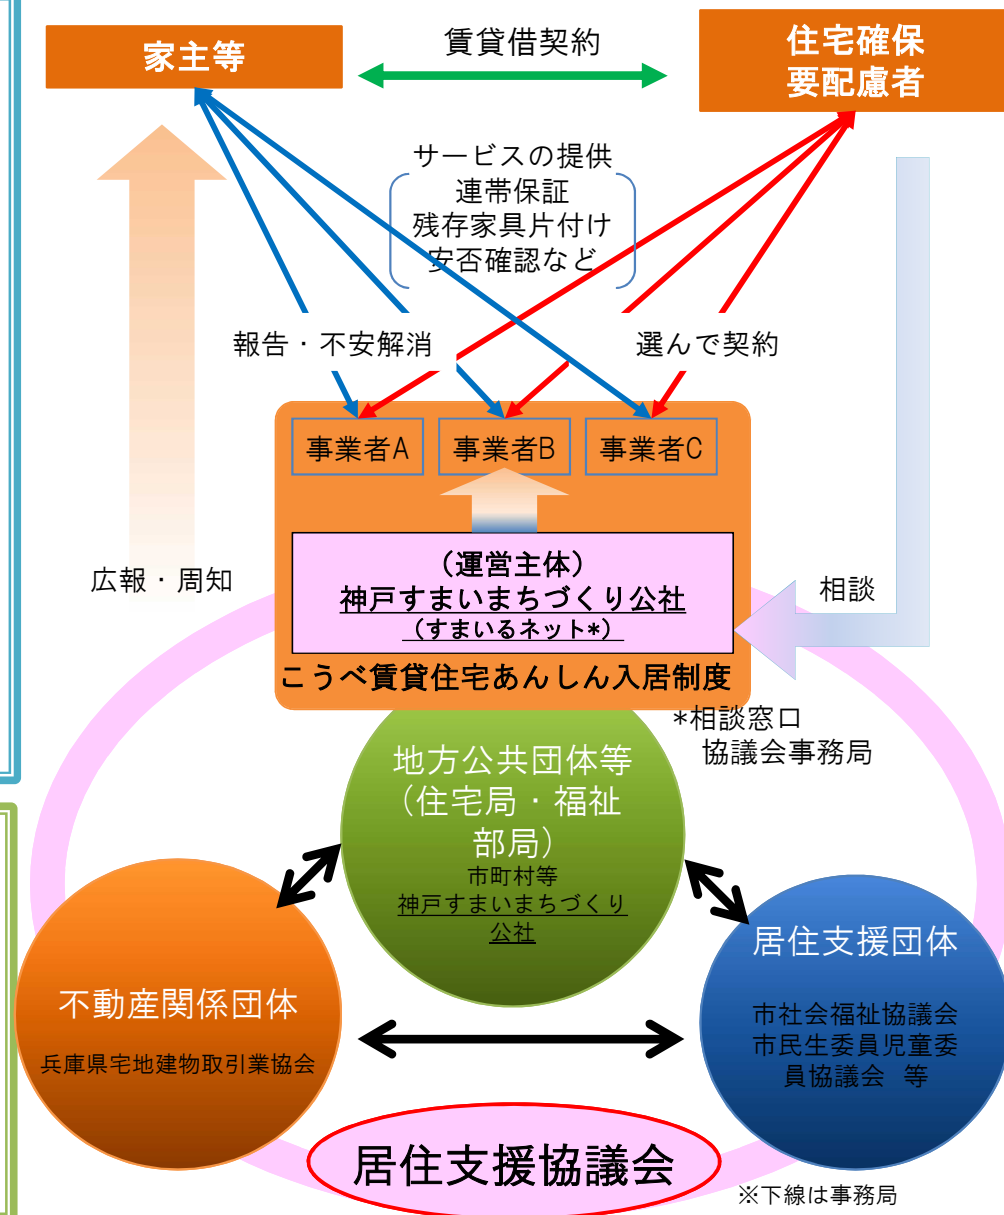 家主等
賃貸借契約
住宅確保
要配慮者
サービスの提供
連帯保証
残存家具片付け
安否確認など
報告・不安解消
選んで契約
事業者A
事業者B
事業者C
広報・周知
（運営主体）
神戸すまいまちづくり公社
（すまいるネット*）
相談
こうべ賃貸住宅あんしん入居制度
*相談窓口
協議会事務局
地方公共団体等
（住宅局・福祉
部局）
市町村等
神戸すまいまちづくり
公社
不動産関係団体
兵庫県宅地建物取引業協会
居住支援団体
市社会福祉協議会
市民生委員児童委
員協議会 等
居住支援協議会
※下線は事務局